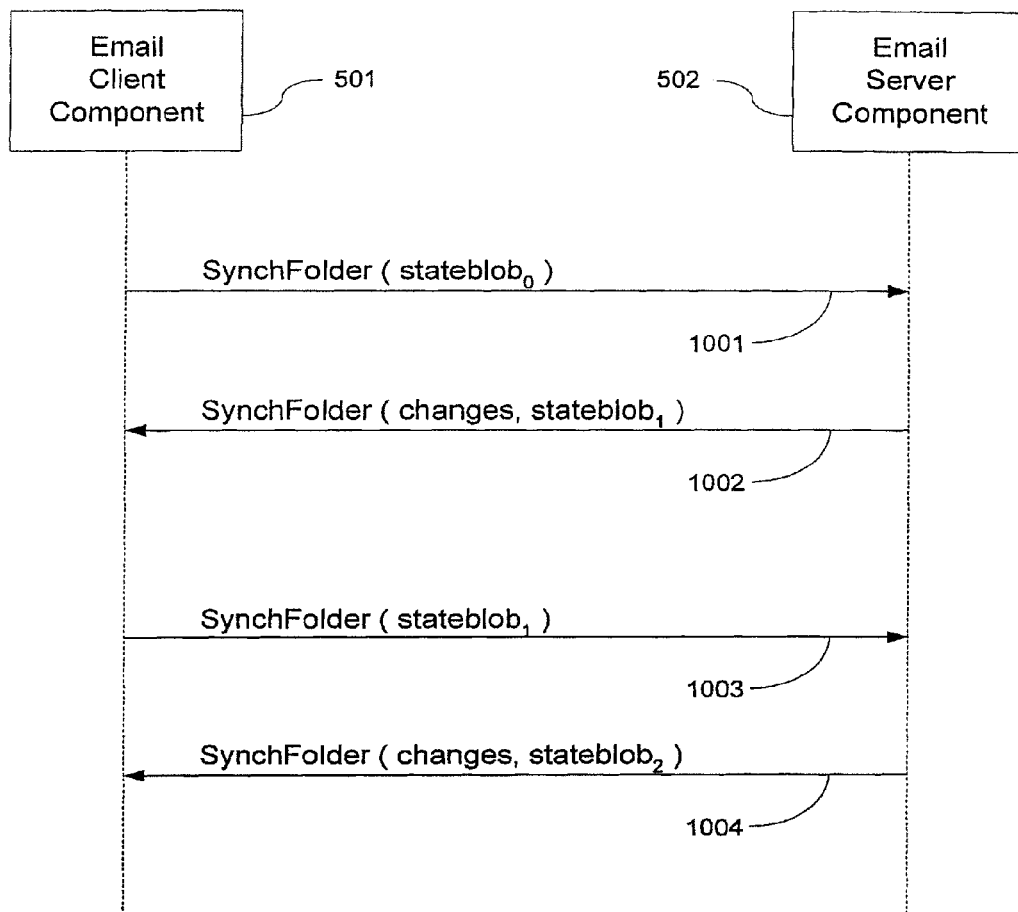 Email
Client
Component
501
502
Email
Server
Component
SynchFolder ( stateblob₀ )
1001
SynchFolder ( changes, stateblob₁ )
1002
SynchFolder ( stateblob₁ )
1003
SynchFolder ( changes, stateblob₂ )
1004